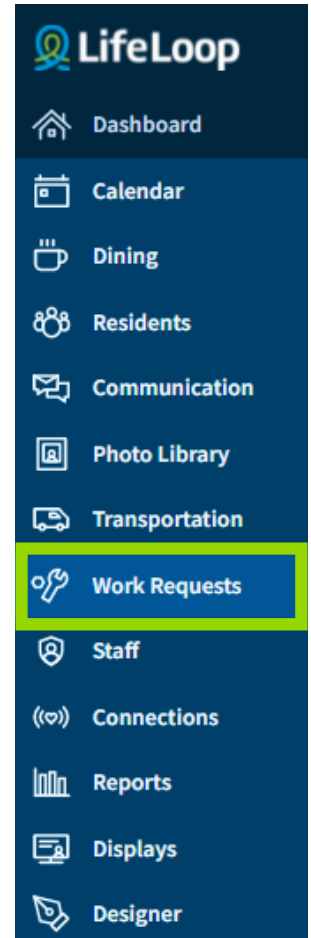 LifeLoop
Dashboard
Calendar
Dining
Residents
Communication
Photo Library
Transportation
Work Requests
Staff
Connections
Reports
Displays
Designer